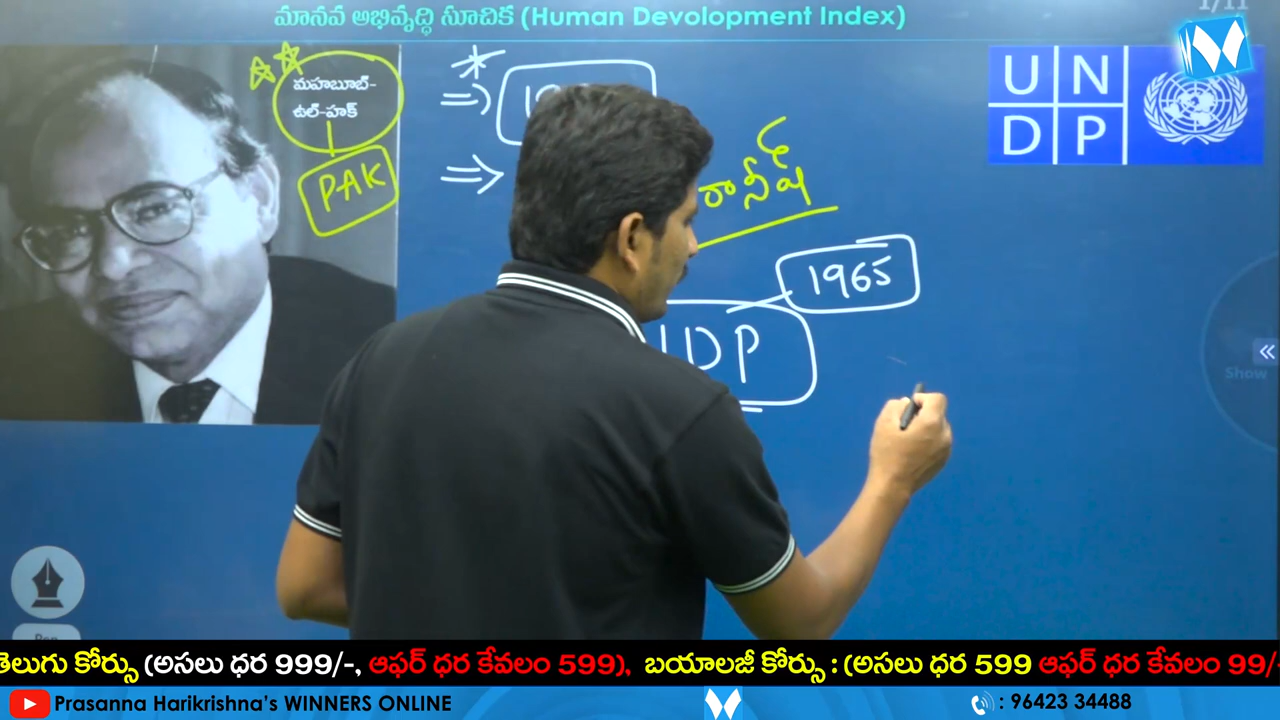 మానవ అభివృద్ధి సూచిక (Human Devolopment Index)
1/11
మహబూబ్-
ఉల్-హక్
PAK
UN
DP
1965
DP
Show
తెలుగు కోర్సు (అసలు ధర 999/-, ఆఫర్ ధర కేవలం 599), బయాలజీ కోర్సు : (అసలు ధర 599 ఆఫర్ ధర కేవలం 99/-
Prasanna Harikrishna's WINNERS ONLINE
: 96423 34488